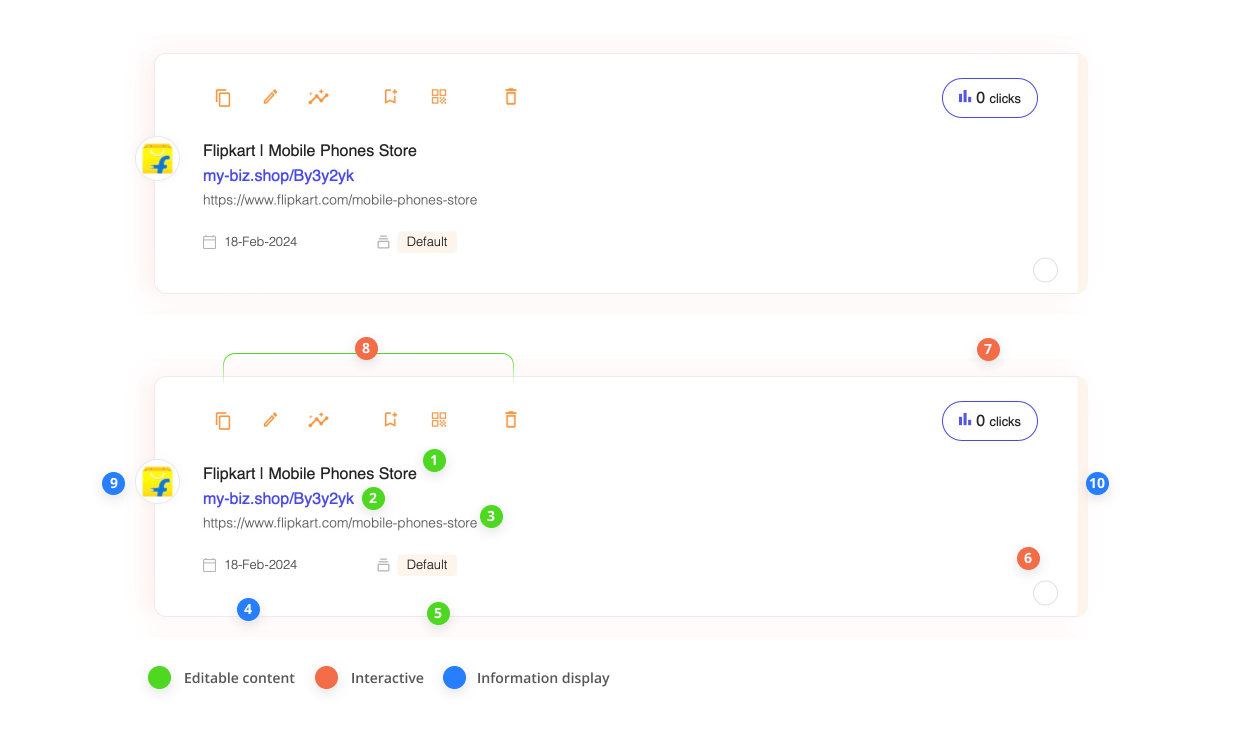 0 clicks
Flipkart | Mobile Phones Store
my-biz.shop/By3y2yk
https://www.flipkart.com/mobile-phones-store
18-Feb-2024 Default
8 7
0 clicks
1
Flipkart | Mobile Phones Store
9 10
my-biz.shop/By3y2yk 2
https://www.flipkart.com/mobile-phones-store 3
18-Feb-2024 Default 6
4 5
Editable content Interactive Information display